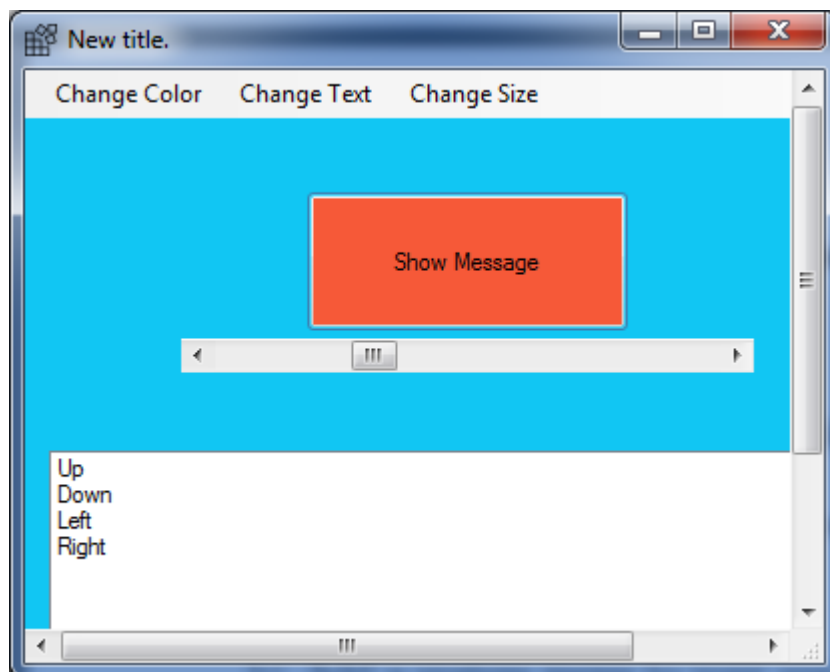 New title.
Change Color Change Text Change Size
Show Message
Up
Down
Left
Right